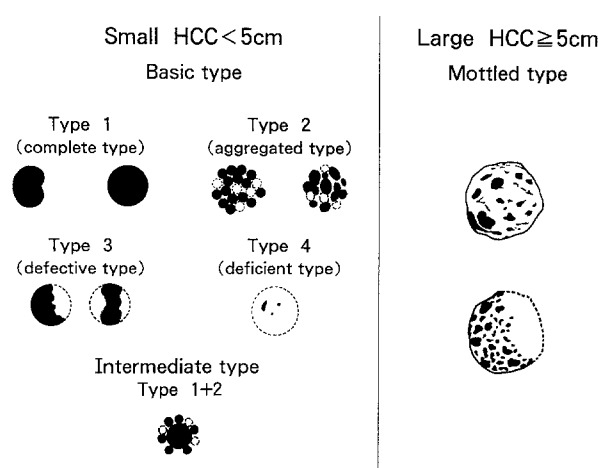 Small HCC<5cm
Basic type
Type 1
(complete type)
Type 2
(aggregated type)
Type 3
(defective type)
Type 4
(deficient type)
Intermediate type
Type 1+2
Large HCC≧5cm
Mottled type